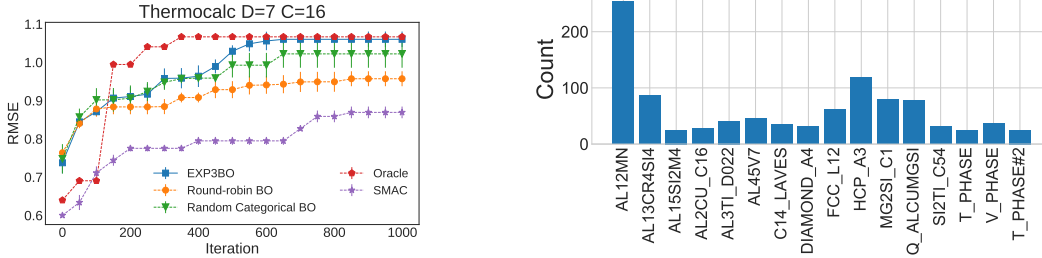 Thermocalc D=7 C=16
RMSE
1.1
1.0
0.9
0.8
0.7
0.6
0
200
400
600
800
1000
Iteration
EXP3BO
Round-robin BO
Random Categorical BO
Oracle
SMAC
Count
200
100
0
AL12MN
AL13CR4SI4
AL15SI2M4
AL2CU_C16
AL3TI_D022
AL45V7
C14_LAVES
DIAMOND_A4
FCC_L12
HCP_A3
MG2SI_C1
Q_ALCUMGSI
SI2TI_C54
T_PHASE
V_PHASE
T_PHASE#2